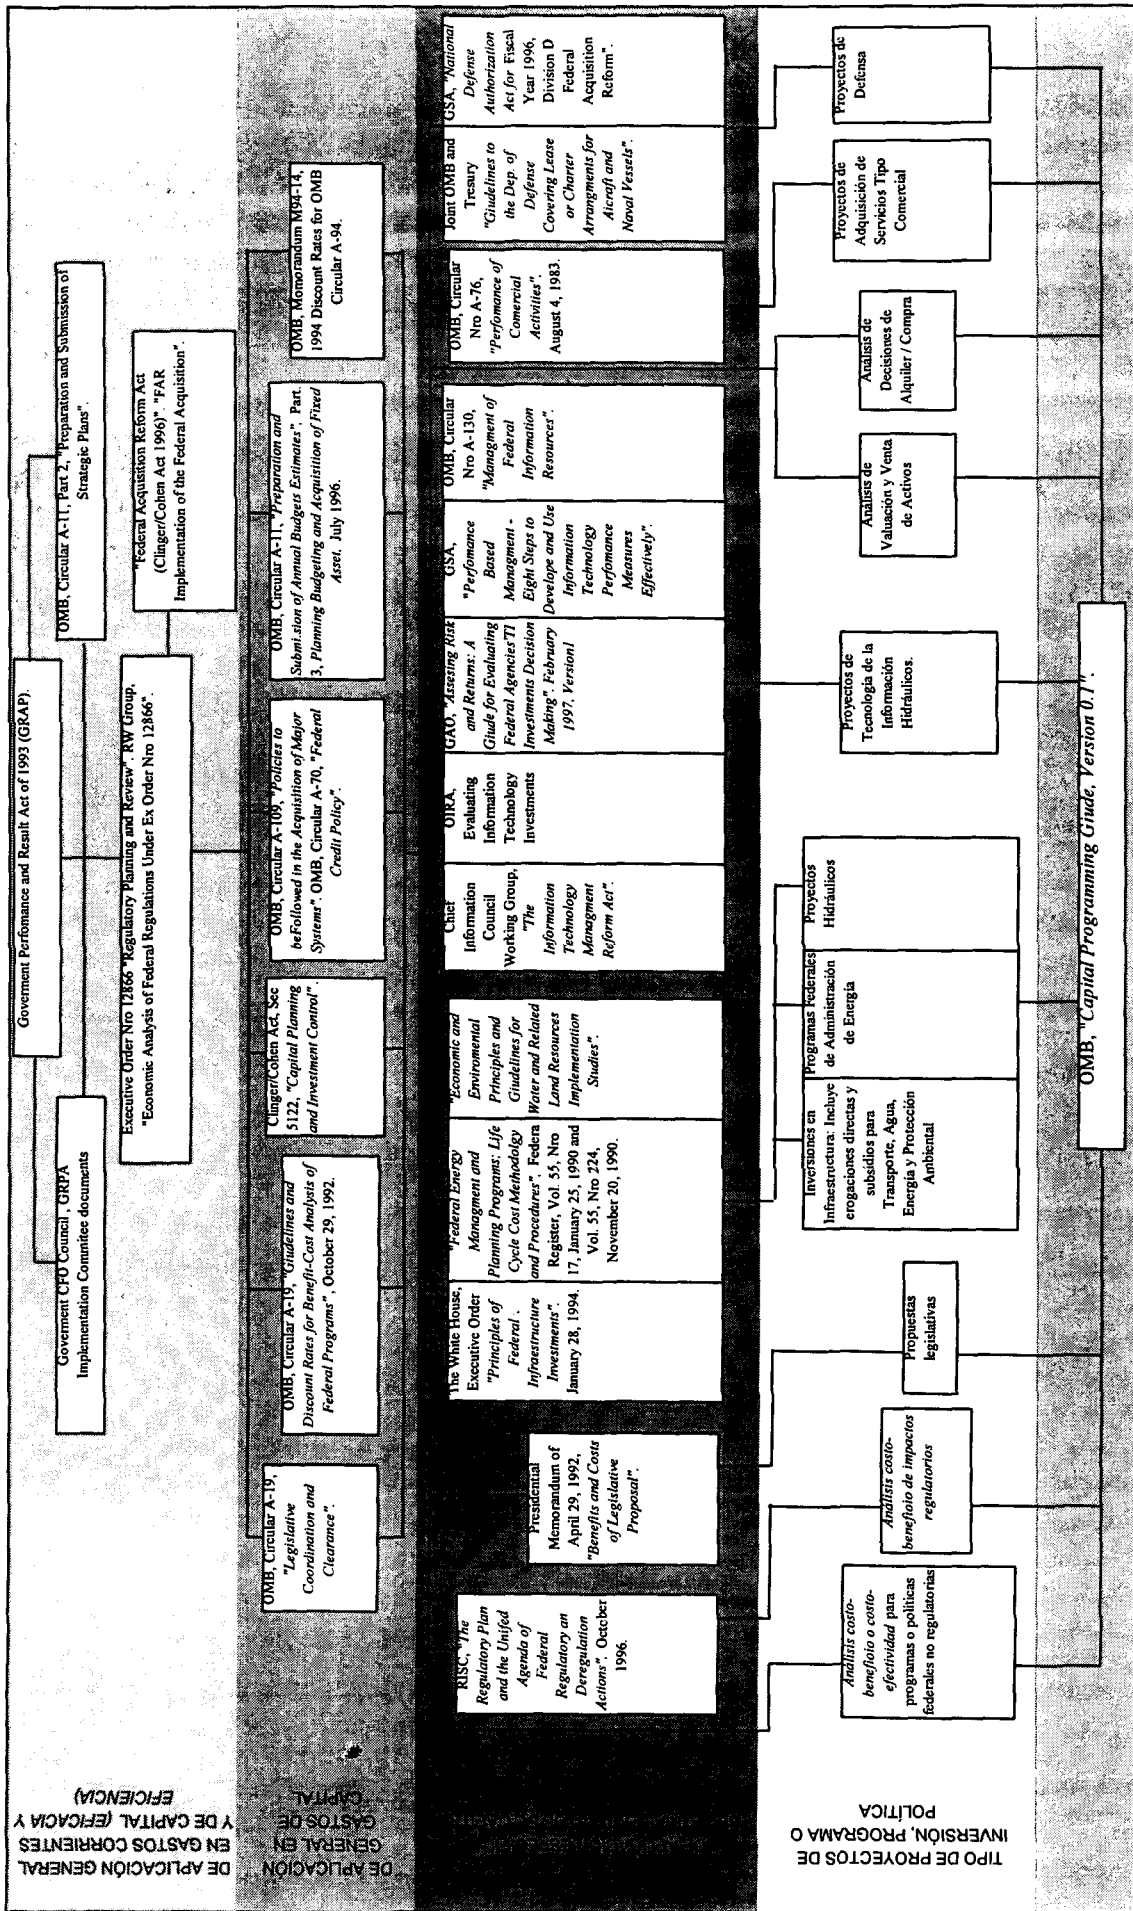 DE APLICACIÓN GENERAL
EN GASTOS CORRIENTES
Y DE CAPITAL (EFICACIA Y
EFICIENCIA)
Goverment Perfomance and Result Act of 1993 (GRAP).
Goverment CFO Council , GRPA
Implementation Commitee documents
OMB, Circular A-11, Part 2, "Preparation and Submission of
Strategic Plans".
Executive Order Nro 12866 "Regulatory Planning and Review". RW Group,
"Economic Analysis of Federal Regulations Under Ex Order Nro 12866".
"Federal Acquisition Reform Act
(Clinger/Cohen Act 1996)". "FAR
Implementation of the Federal Acquisition".
DE APLICACIÓN
GENERAL EN
GASTOS DE
CAPITAL
OMB, Circular A-19,
"Legislative
Coordination and
Clearance".
OMB, Circular A-19, "Giudelines and
Discount Rates for Benefit-Cost Analysis of
Federal Programs", October 29, 1992.
Clinger/Cohen Act, Sec
5122, "Capital Planning
and Investment Control".
OMB, Circular A-109, "Policies to
beFollowed in the Acquisition of Major
Systems". OMB, Circular A-70, "Federal
Credit Policy".
OMB, Circular A-11, "Preparation and
Submi.sion of Annual Budgets Estimates", Part.
3, Planning Budgeting and Acquisition of Fixed
Asset, July 1996.
OMB, Momorandum M94-14,
1994 Discount Rates for OMB
Circular A-94.
RISC, "The
Regulatory Plan
and the Unifed
Agenda of
Federal
Regulatory an
Deregulation
Actions". October
1996.
Presidential
Memorandum of
April 29, 1992,
"Benefits and Costs
of Legislative
Proposal".
The White House,
Executive Order
"Principles of
Federal.
Infraestructure
Investments".
January 28, 1994.
"Federal Energy
Managment and
Planning Programs: Life
Cycle Cost Methodology
and Procedures", Federa
Register, Vol. 55, Nro
17, January 25, 1990 and
Vol. 55, Nro 224,
November 20, 1990.
"Economic and
Enviromental
Principles and
Giudelines for
Water and Related
Land Resources
Implementation
Studies".
Chief
Information
Council
Working Group,
"The
Information
Technology
Managment
Reform Act".
OIRA,
Evaluating
Information
Technology
Investments
GAO, "Assesing Risk
and Returns: A
Giude for Evaluating
Federal Agencies'TI
Investments Decision
Making". February
1997, Version1
GSA,
"Perfomance
Based
Managment -
Eight Steps to
Develope and Use
Information
Technology
Perfomance
Measures
Effectively".
OMB, Circular
Nro A-130,
"Managment of
Federal
Information
Resources".
OMB, Circular
Nro A-76,
"Perfomance of
Comercial
Activities".
August 4, 1983.
Joint OMB and
Tresury
"Giudelines to
the Dep. of
Defense
Covering Lease
or Charter
Arrangments for
Aicraft and
Naval Vessels".
GSA, "National
Defense
Authorization
Act for Fiscal
Year 1996,
Division D
Federal
Acquisition
Reform".
TIPO DE PROYECTOS DE
INVERSIÓN, PROGRAMA O
POLÍTICA
Análisis costo-
benefioio o costo-
efectividad para
programas o políticas
federales no regulatorias
Análisis costo-
benefioio de impactos
regulatorios
Propuestas
legislativas
Inversiones en
Infraestructura: Incluye
erogaciones directas y
subsidios para
Transporte, Agua,
Energía y Protección
Ambiental
Programas Federales
de Administración
de Energía
Proyectos
Hidráulicos
Proyectos de
Tecnología de la
Información
Hidráulicos.
Análisis de
Valuación y Venta
de Activos
Análisis de
Decisiones de
Alquiler / Compra
Proyectos de
Adquisición de
Servicios Tipo
Comercial
Proyectos de
Defensa
OMB, "Capital Programming Giude, Version 0.1".